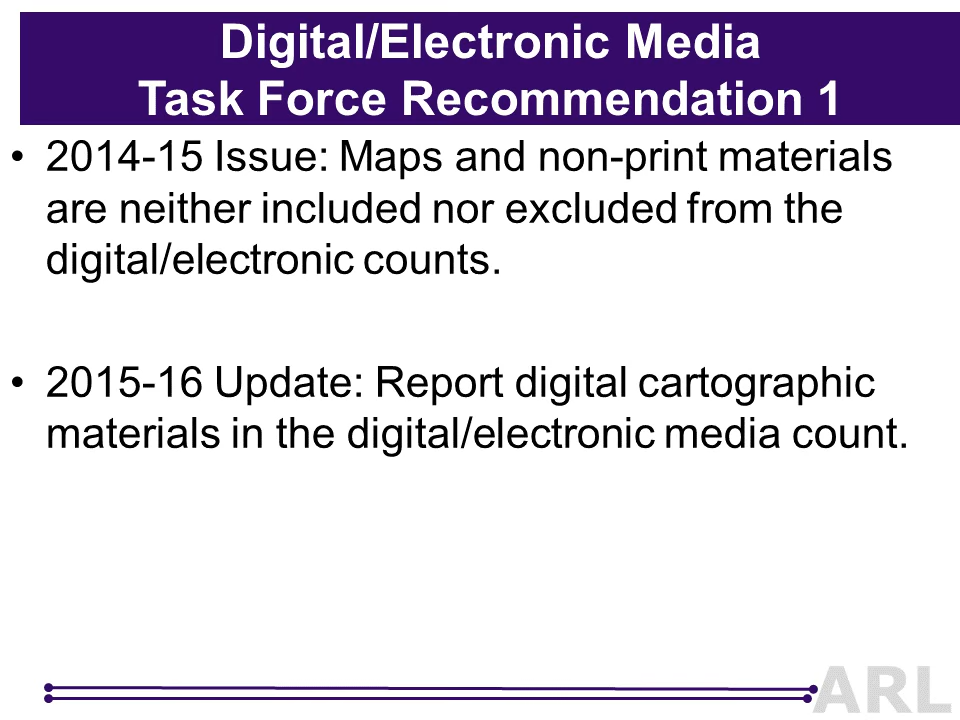 Digital/Electronic Media
Task Force Recommendation 1
• 2014-15 Issue: Maps and non-print materials
are neither included nor excluded from the
digital/electronic counts.
• 2015-16 Update: Report digital cartographic
materials in the digital/electronic media count.
ARL